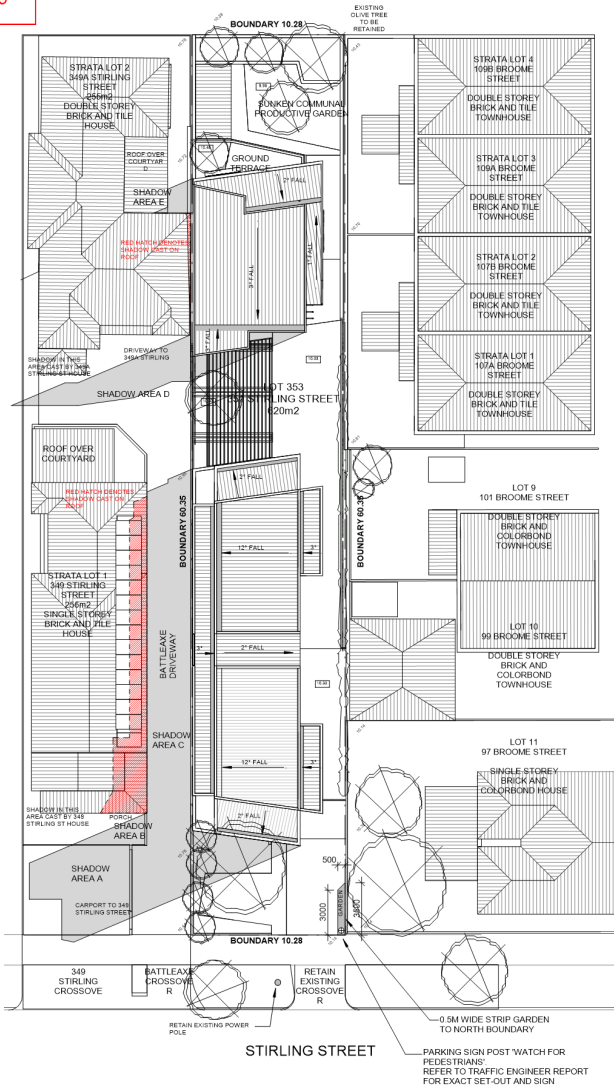 EXISTING
OLIVE TREE
TO BE
RETAINED
BOUNDARY 10.28
STRATA LOT 2
349A STIRLING
STREET
256m2
DOUBLE STOREY
BRICK AND TILE
HOUSE
ROOF OVER
COURTYAR
D
SHADOW
AREA E
RED HATCH DENOTES
SHADOW CAST ON
ROOF
SUNKEN COMMUNAL
PRODUCTIVE GARDEN
GROUND
TERRACE
2° FALL
3° FALL
1° FALL
STRATA LOT 4
109B BROOME
STREET
DOUBLE STOREY
BRICK AND TILE
TOWNHOUSE
STRATA LOT 3
109A BROOME
STREET
DOUBLE STOREY
BRICK AND TILE
TOWNHOUSE
STRATA LOT 2
107B BROOME
STREET
DOUBLE STOREY
BRICK AND TILE
TOWNHOUSE
STRATA LOT 1
107A BROOME
STREET
DOUBLE STOREY
BRICK AND TILE
TOWNHOUSE
DRIVEWAY TO
349A STIRLING
SHADOW IN THIS
AREA CAST BY 349A
STIRLING ST HOUSE
SHADOW AREA D
LOT 353
STIRLING STREET
620m2
ROOF OVER
COURTYARD
RED HATCH DENOTES
SHADOW CAST ON
ROOF
BOUNDARY 60.35
BOUNDARY 60.35
2° FALL
12° FALL
3°
3°
2° FALL
12° FALL
3°
2° FALL
STRATA LOT 1
349 STIRLING
STREET
256m2
SINGLE STOREY
BRICK AND TILE
HOUSE
BATTLEAXE
DRIVEWAY
SHADOW
AREA C
LOT 9
101 BROOME STREET
DOUBLE STOREY
BRICK AND
COLORBOND
TOWNHOUSE
LOT 10
99 BROOME STREET
DOUBLE STOREY
BRICK AND
COLORBOND
TOWNHOUSE
LOT 11
97 BROOME STREET
SINGLE STOREY
BRICK AND
COLORBOND HOUSE
SHADOW IN THIS
AREA CAST BY 349
STIRLING ST HOUSE
PORCH
SHADOW
AREA B
SHADOW
AREA A
CARPORT TO 349
STIRLING STREET
500
3000
GARDEN
3500
BOUNDARY 10.28
349
STIRLING
CROSSOVE
BATTLEAXE
CROSSOVE
R
RETAIN
EXISTING
CROSSOVE
R
RETAIN EXISTING POWER
POLE
STIRLING STREET
0.5M WIDE STRIP GARDEN
TO NORTH BOUNDARY
PARKING SIGN POST "WATCH FOR
PEDESTRIANS".
REFER TO TRAFFIC ENGINEER REPORT
FOR EXACT SET-OUT AND SIGN